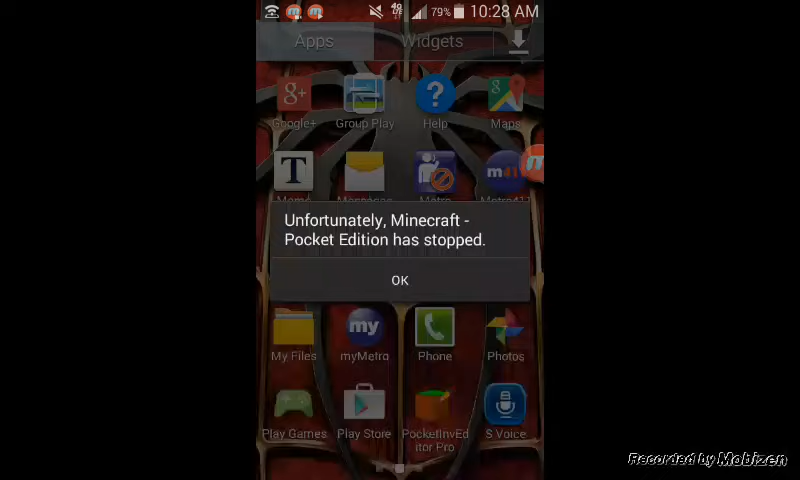 79% 10:28 AM
Apps Widgets
Google+ Group Play Help Maps
T
Unfortunately, Minecraft -
Pocket Edition has stopped.
OK
my
My Files myMetro Phone Photos
Play Games Play Store PocketInvEd
itor Pro S Voice
Recorded by Mobizen